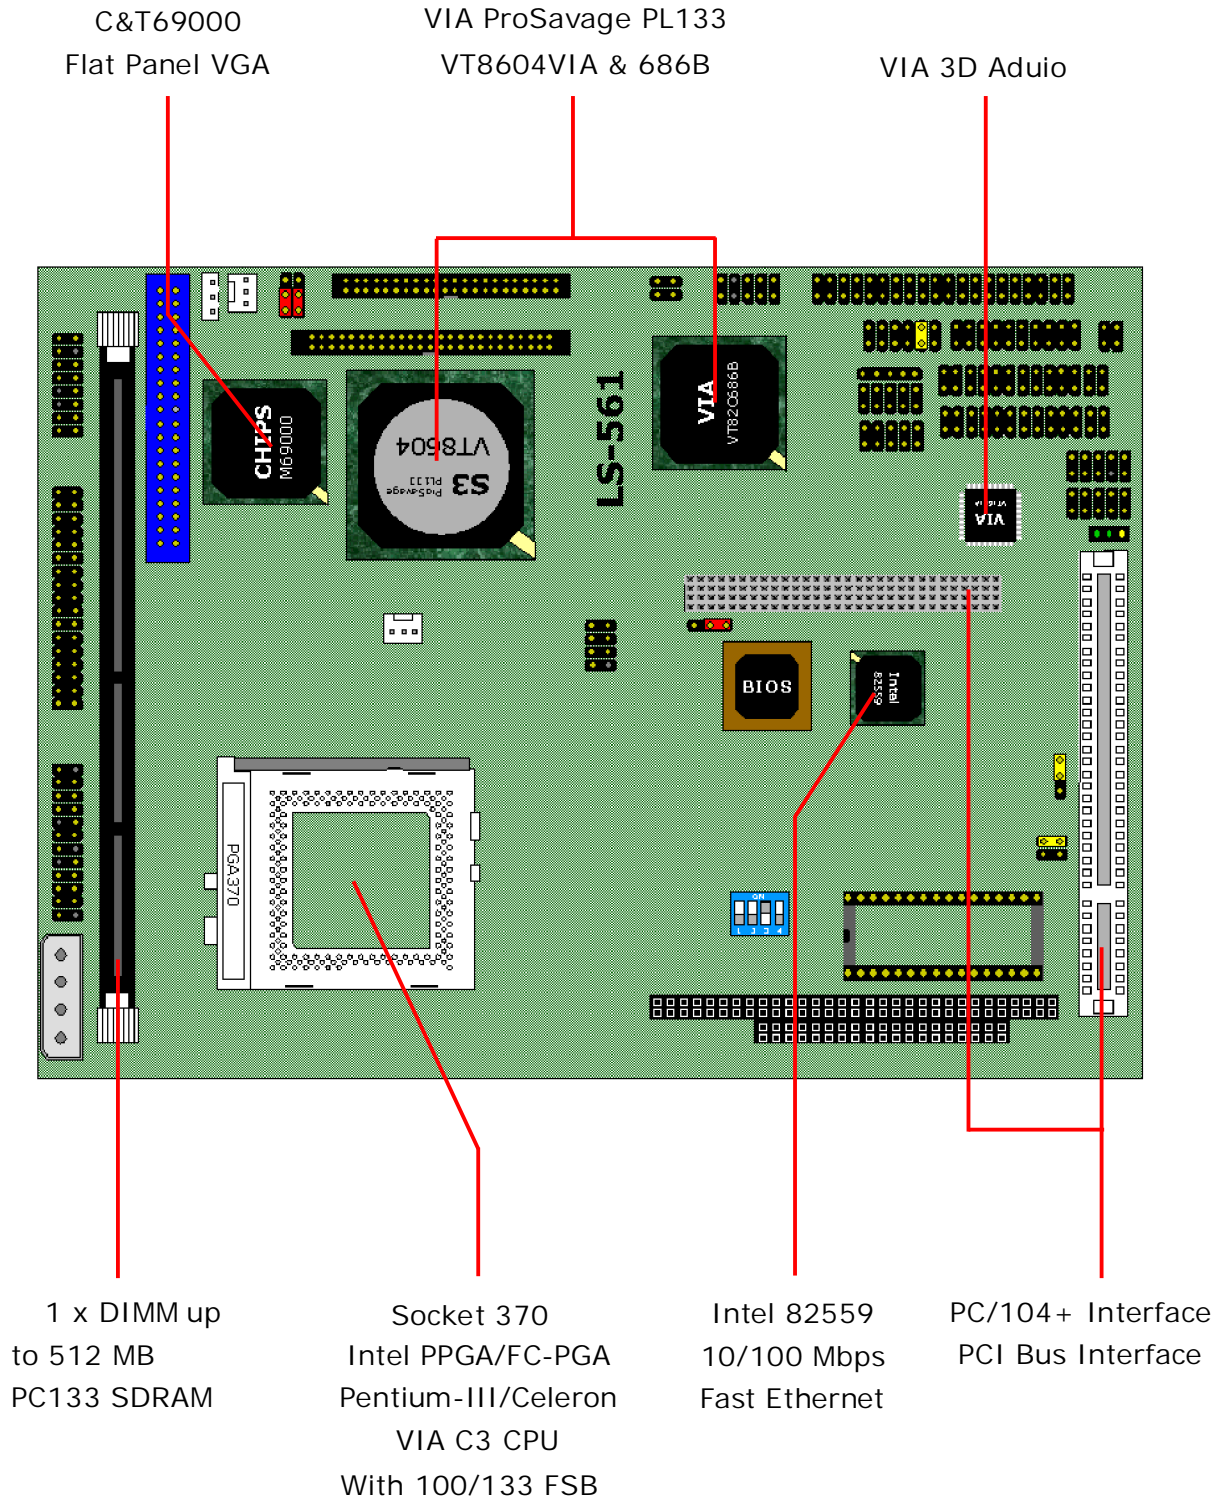 C&T69000
Flat Panel VGA
VIA ProSavage PL133
VT8604VIA & 686B
VIA 3D Aduio
CHIPS
M69000
VT8604
S3
ProSavage
PL133
LS-561
VIA
VT82C686B
VIA
BIOS
Intel
82559
PGA370
1 x DIMM up
to 512 MB
PC133 SDRAM
Socket 370
Intel PPGA/FC-PGA
Pentium-III/Celeron
VIA C3 CPU
With 100/133 FSB
Intel 82559
10/100 Mbps
Fast Ethernet
PC/104+ Interface
PCI Bus Interface